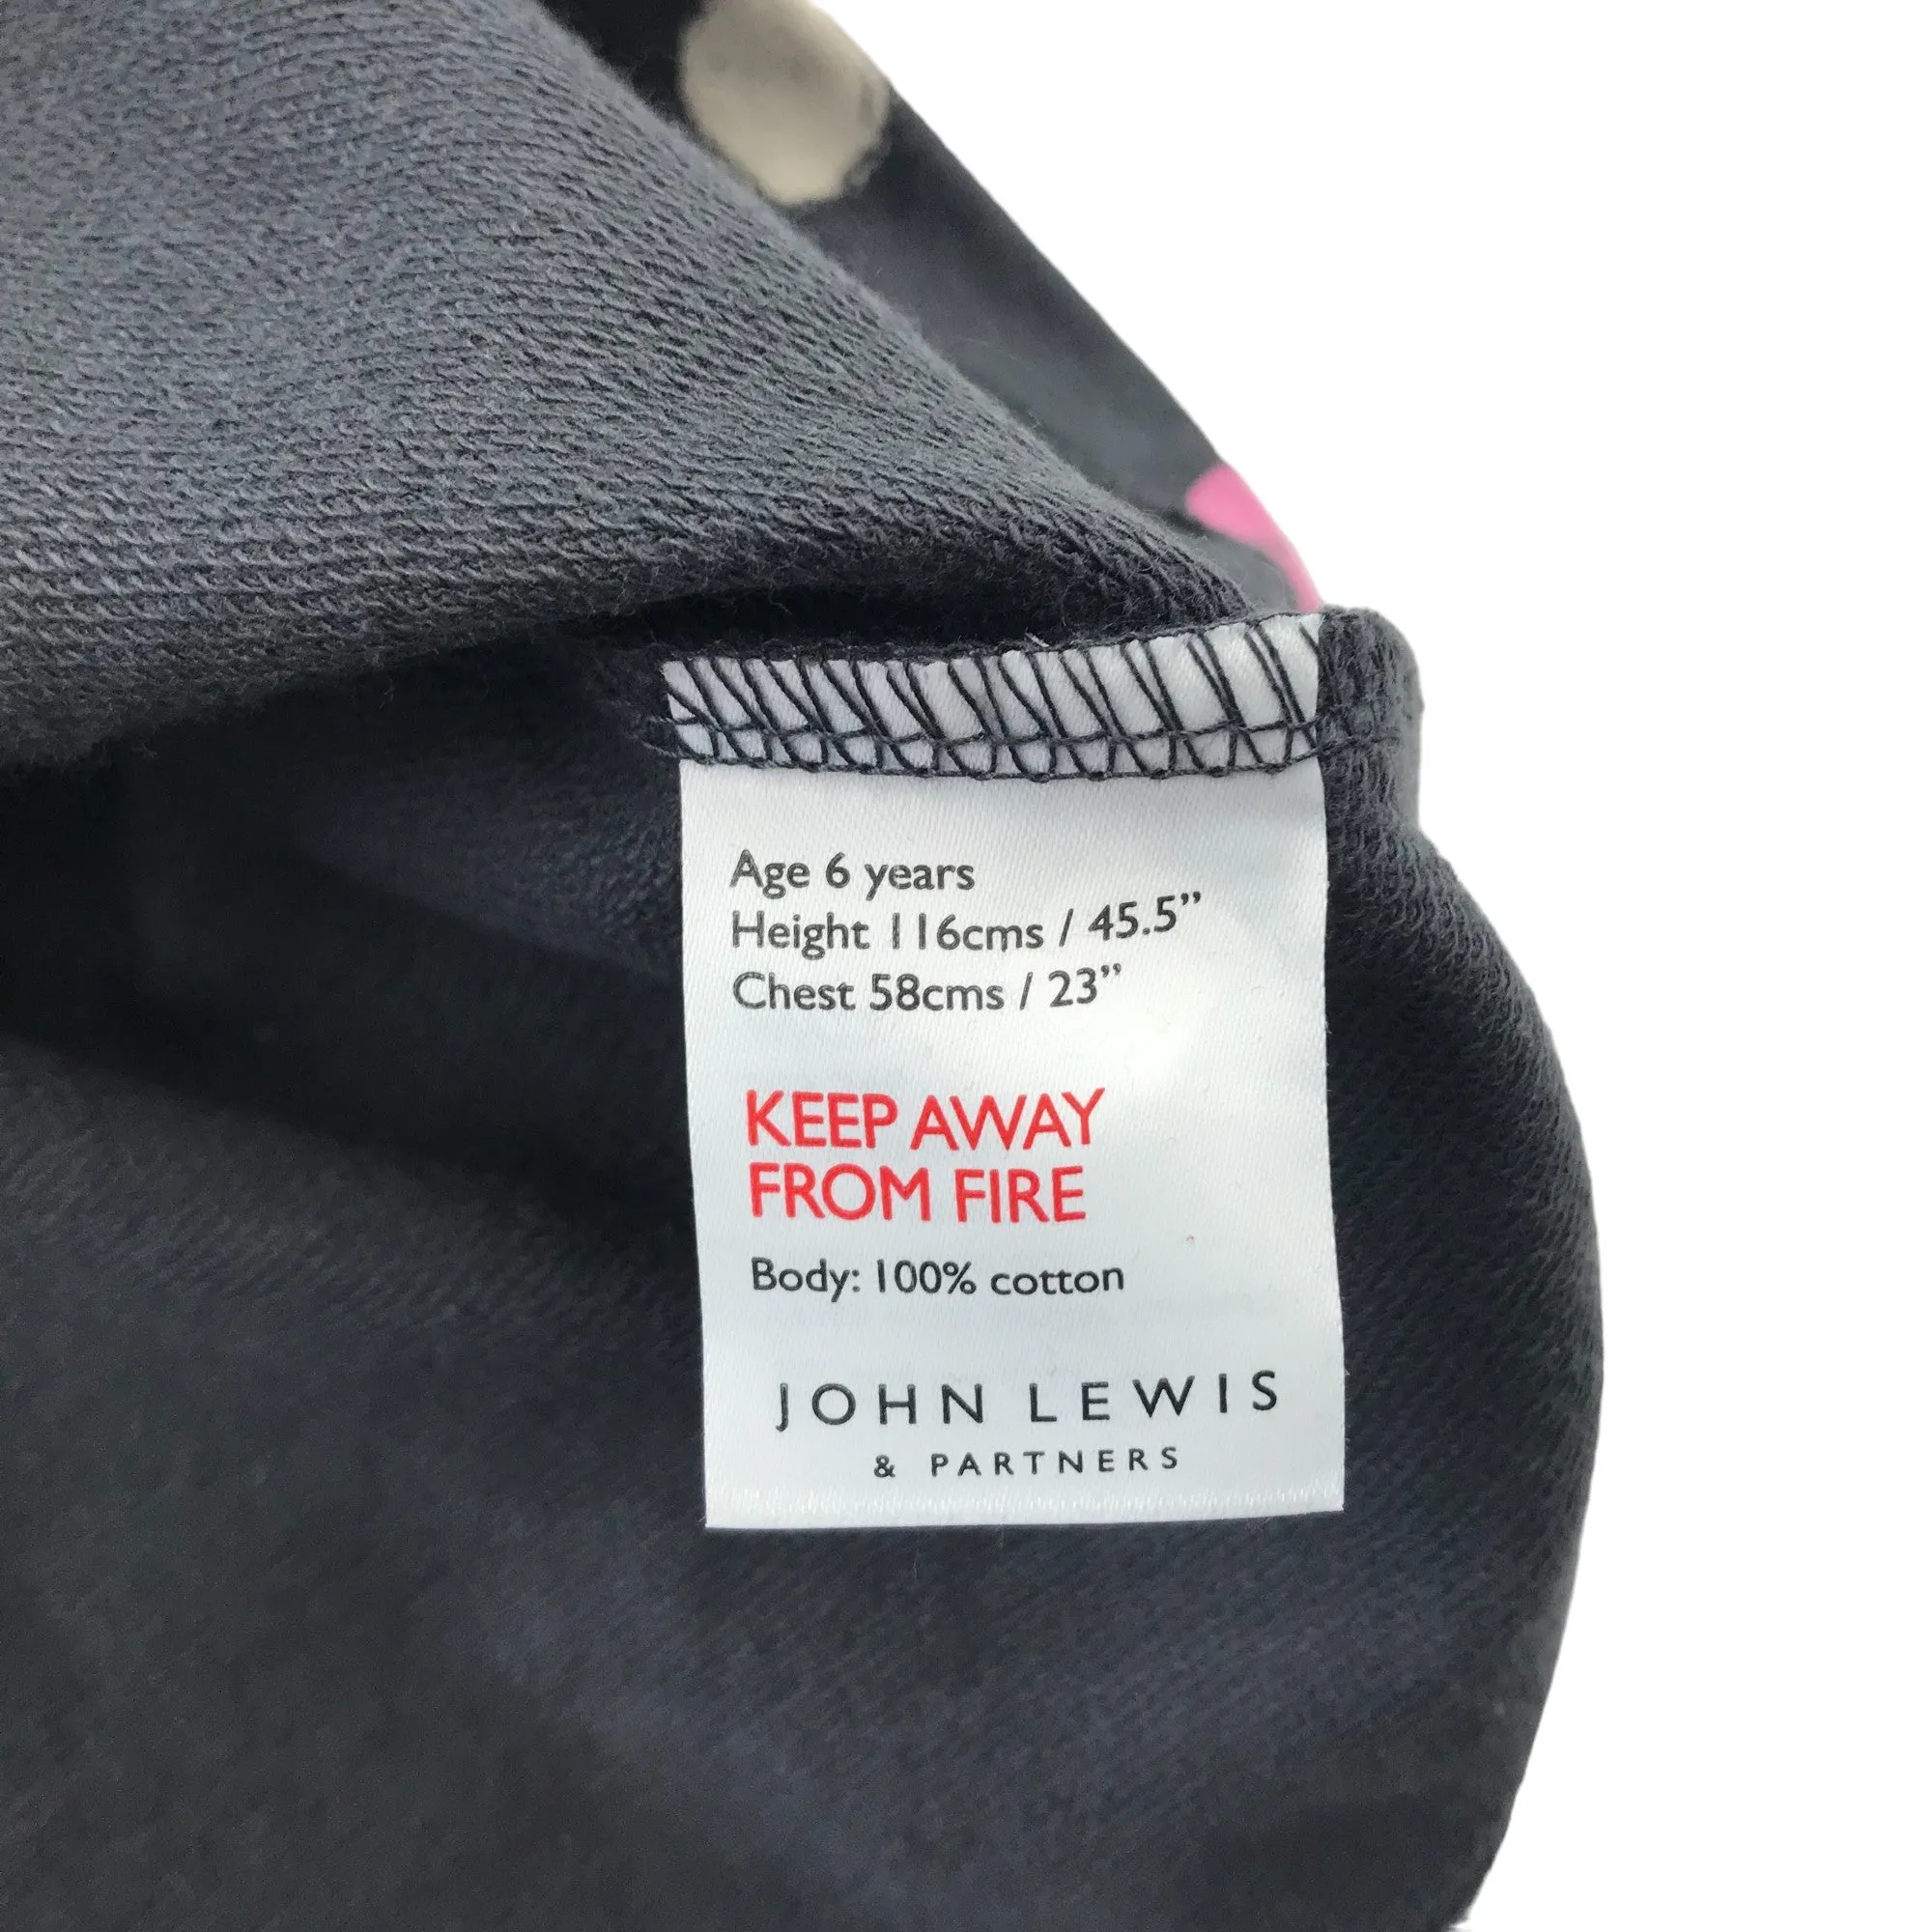 Age 6 years
Height 116cms / 45.5”
Chest 58cms / 23”
KEEP AWAY
FROM FIRE
Body: 100% cotton
JOHN LEWIS
& PARTNERS